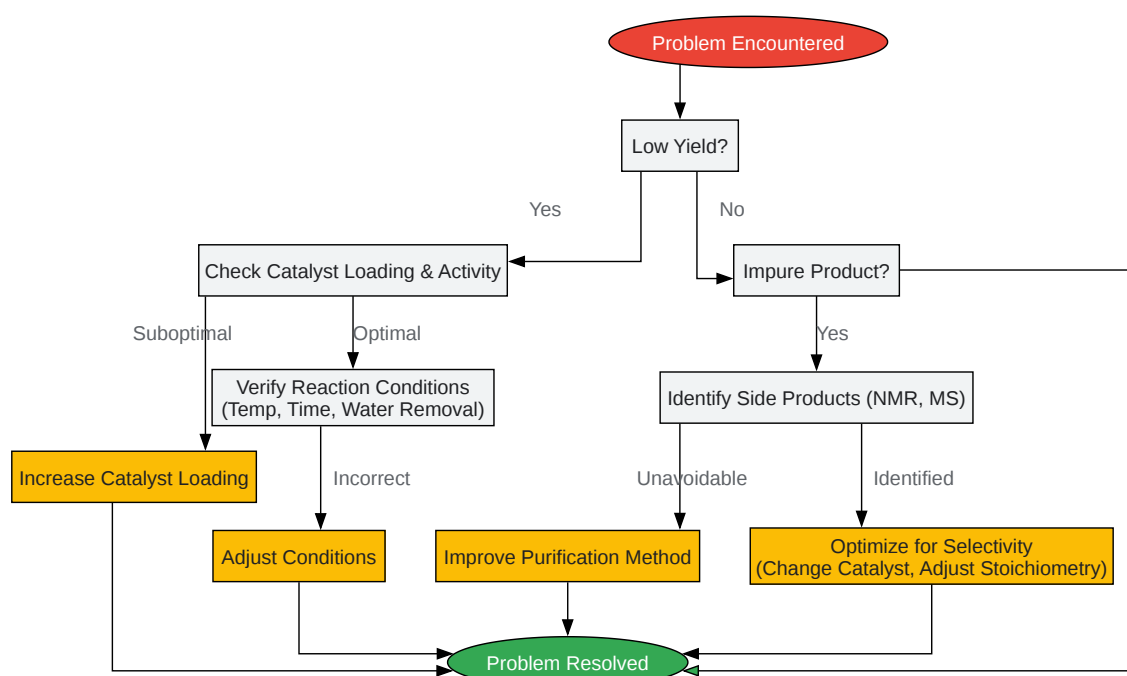 Problem Encountered
Low Yield?
Yes
No
Check Catalyst Loading & Activity
Impure Product?
Suboptimal
Optimal
Yes
Verify Reaction Conditions
(Temp, Time, Water Removal)
Identify Side Products (NMR, MS)
Increase Catalyst Loading
Incorrect
Unavoidable
Identified
Adjust Conditions
Improve Purification Method
Optimize for Selectivity
(Change Catalyst, Adjust Stoichiometry)
Problem Resolved